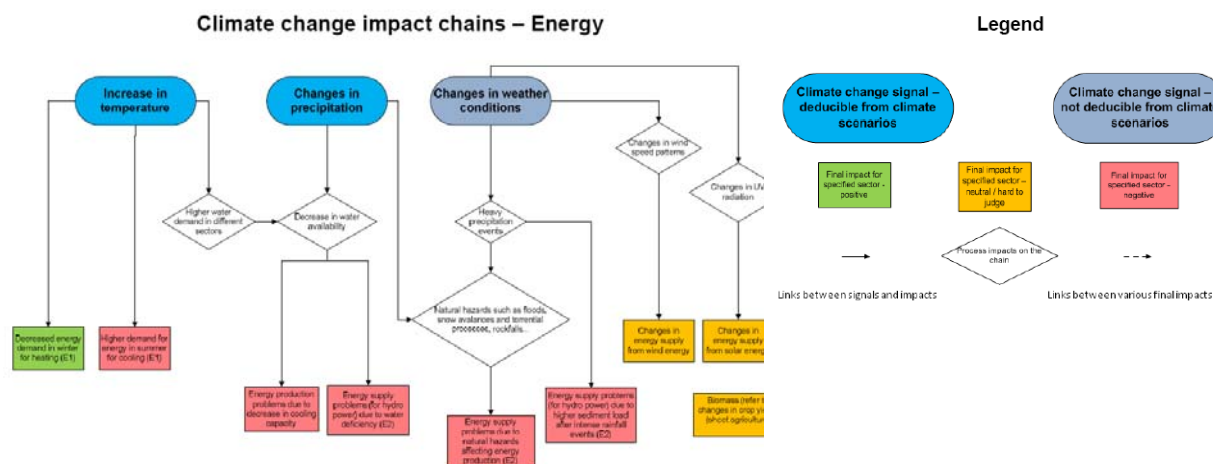 Climate change impact chains – Energy
Legend
Increase in
temperature
Changes in
precipitation
Changes in weather
conditions
Climate change signal –
deducible from climate
scenarios
Climate change signal –
not deducible from climate
scenarios
Changes in wind
speed patterns
Changes in UV
radiation
Final impact for
specified sector -
positive
Final impact for
specified sector –
neutral / hard to
judge
Final impact for
specified sector -
negative
Higher water
demand in different
sectors
Decrease in water
availability
Heavy
precipitation
events
Process impacts on the
chain
Links between signals and impacts
Links between various final impacts
Natural hazards such as floods,
snow avalances and torrential
processes, rockfalls...
Decreased energy
demand in winter
for heating (E1)
Higher demand for
energy in summer
for cooling (E1)
Changes in
energy supply
from wind energy
Changes in
energy supply
from solar energ
Energy production
problems due to
decrease in cooling
capacity
Energy supply
problems (for hydro
power) due to water
deficiency (E2)
Energy supply
problems due to
natural hazards
affecting energy
production (E2)
Energy supply problems
(for hydro power) due to
higher sediment load
after intense rainfall
events (E2)
Biomass (refer t
changes in crop yi
(sheet agricultur